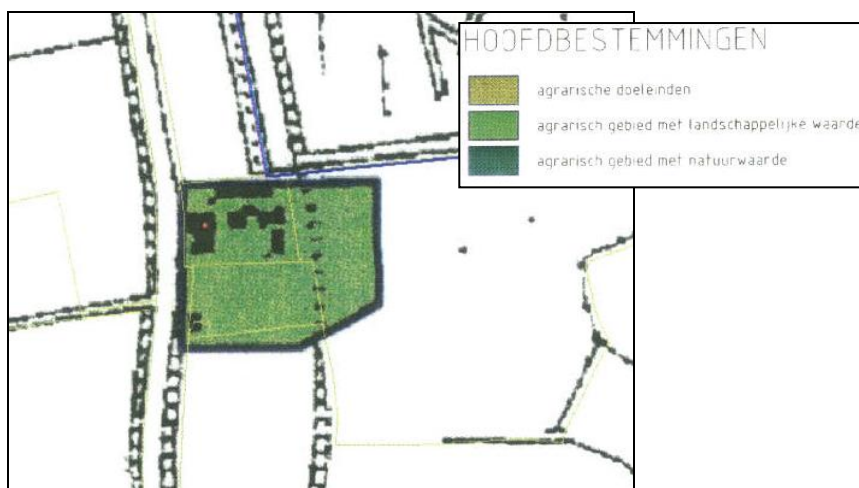 HOOFDBESTEMMINGEN
agrarische doeleinden
agrarisch gebied met landschappelijke waarde
agrarisch gebied met natuurwaarde